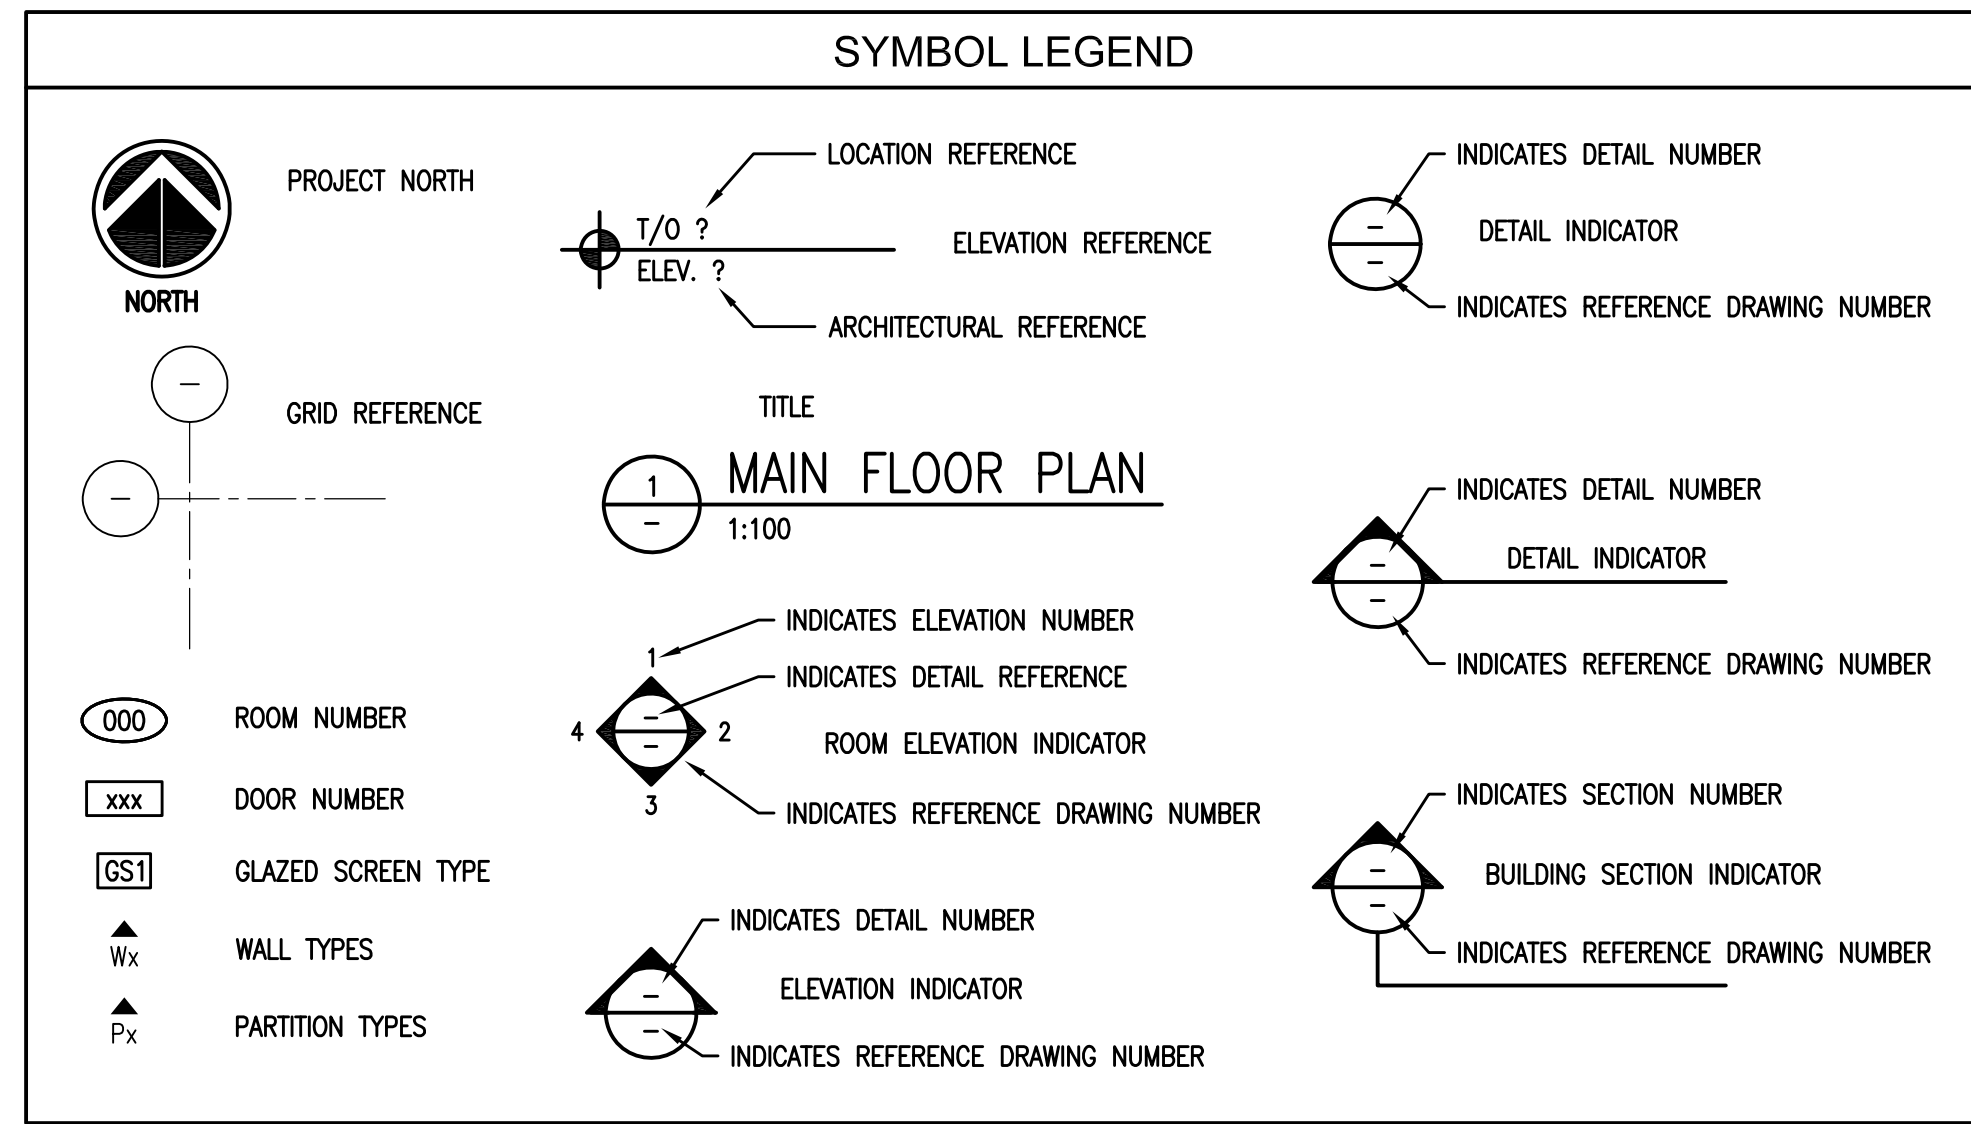 SYMBOL LEGEND
PROJECT NORTH
NORTH
–
GRID REFERENCE
–
000 ROOM NUMBER
xxx DOOR NUMBER
GS1 GLAZED SCREEN TYPE
Wx WALL TYPES
Px PARTITION TYPES
LOCATION REFERENCE
T/O ?
ELEVATION REFERENCE
ELEV. ?
ARCHITECTURAL REFERENCE
TITLE
1 MAIN FLOOR PLAN
– 1:100
INDICATES ELEVATION NUMBER
1
INDICATES DETAIL REFERENCE
–
4 2
–
ROOM ELEVATION INDICATOR
3
INDICATES REFERENCE DRAWING NUMBER
INDICATES DETAIL NUMBER
–
ELEVATION INDICATOR
–
INDICATES REFERENCE DRAWING NUMBER
INDICATES DETAIL NUMBER
–
DETAIL INDICATOR
–
INDICATES REFERENCE DRAWING NUMBER
INDICATES DETAIL NUMBER
–
DETAIL INDICATOR
–
INDICATES REFERENCE DRAWING NUMBER
INDICATES SECTION NUMBER
–
BUILDING SECTION INDICATOR
–
INDICATES REFERENCE DRAWING NUMBER